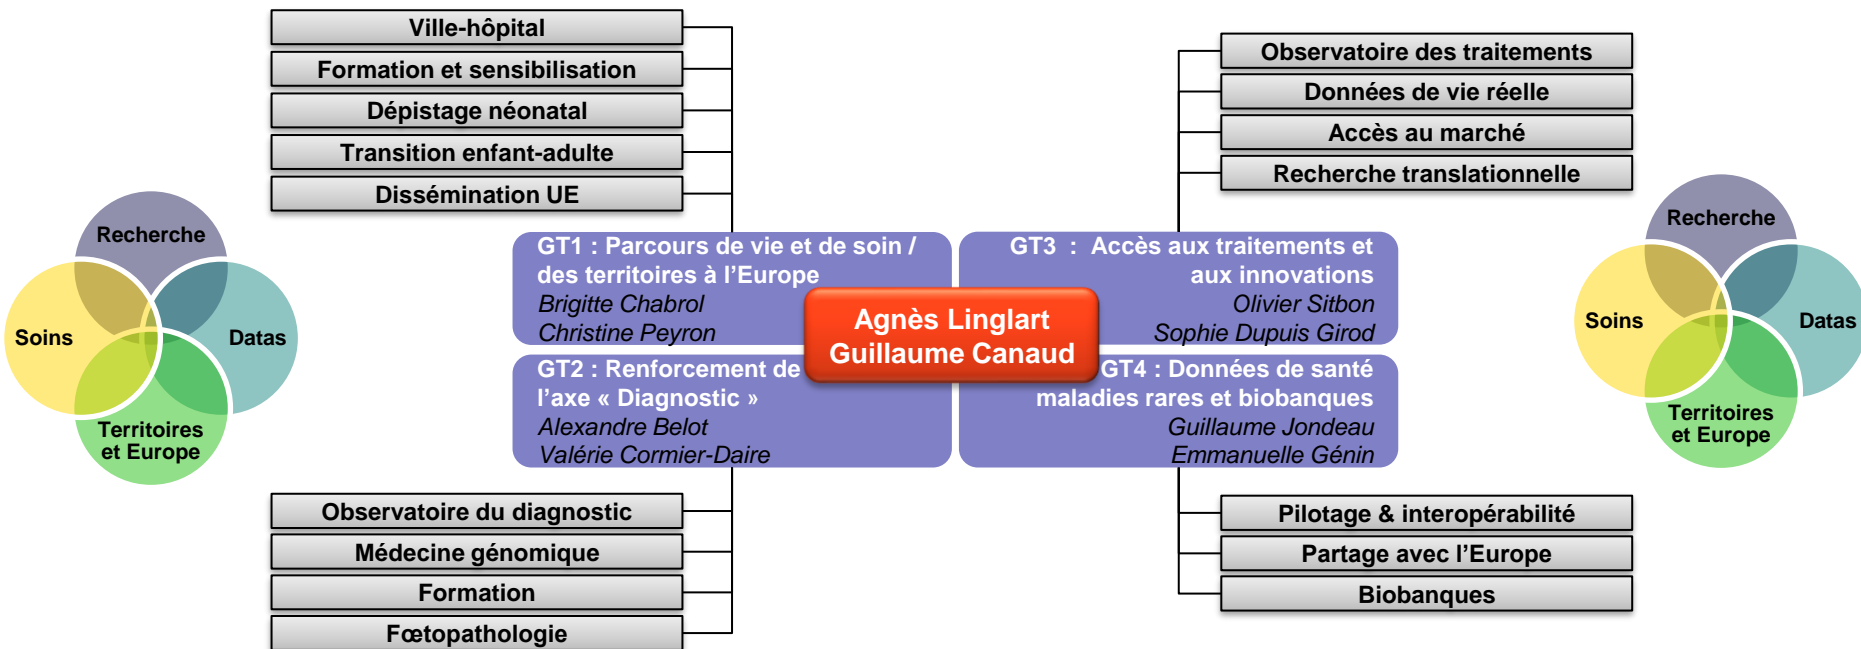 Ville-hôpital
Formation et sensibilisation
Dépistage néonatal
Transition enfant-adulte
Dissémination UE
Observatoire des traitements
Données de vie réelle
Accès au marché
Recherche translationnelle
Recherche
Soins
Datas
Territoires
et Europe
GT1 : Parcours de vie et de soin /
des territoires à l’Europe
Brigitte Chabrol
Christine Peyron
GT3 : Accès aux traitements et
aux innovations
Olivier Sitbon
Sophie Dupuis Girod
Agnès Linglart
Guillaume Canaud
GT2 : Renforcement de
l’axe « Diagnostic »
Alexandre Belot
Valérie Cormier-Daire
GT4 : Données de santé
maladies rares et biobanques
Guillaume Jondeau
Emmanuelle Génin
Recherche
Soins
Datas
Territoires
et Europe
Observatoire du diagnostic
Médecine génomique
Formation
Fœtopathologie
Pilotage & interopérabilité
Partage avec l’Europe
Biobanques